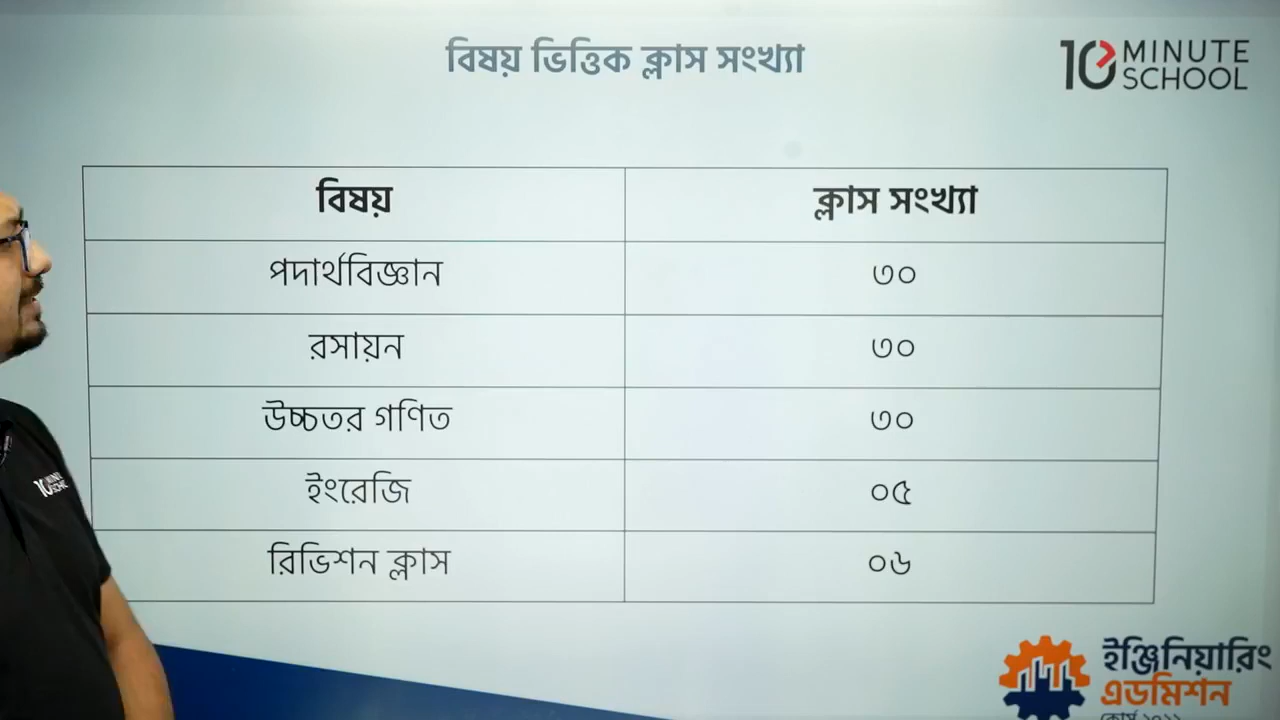 বিষয় ভিত্তিক ক্লাস সংখ্যা
10 MINUTE SCHOOL
বিষয় ক্লাস সংখ্যা
পদার্থবিজ্ঞান ৩০
রসায়ন ৩০
উচ্চতর গণিত ৩০
ইংরেজি ০৫
রিভিশন ক্লাস ০৬
ইঞ্জিনিয়ারিং
এডমিশন